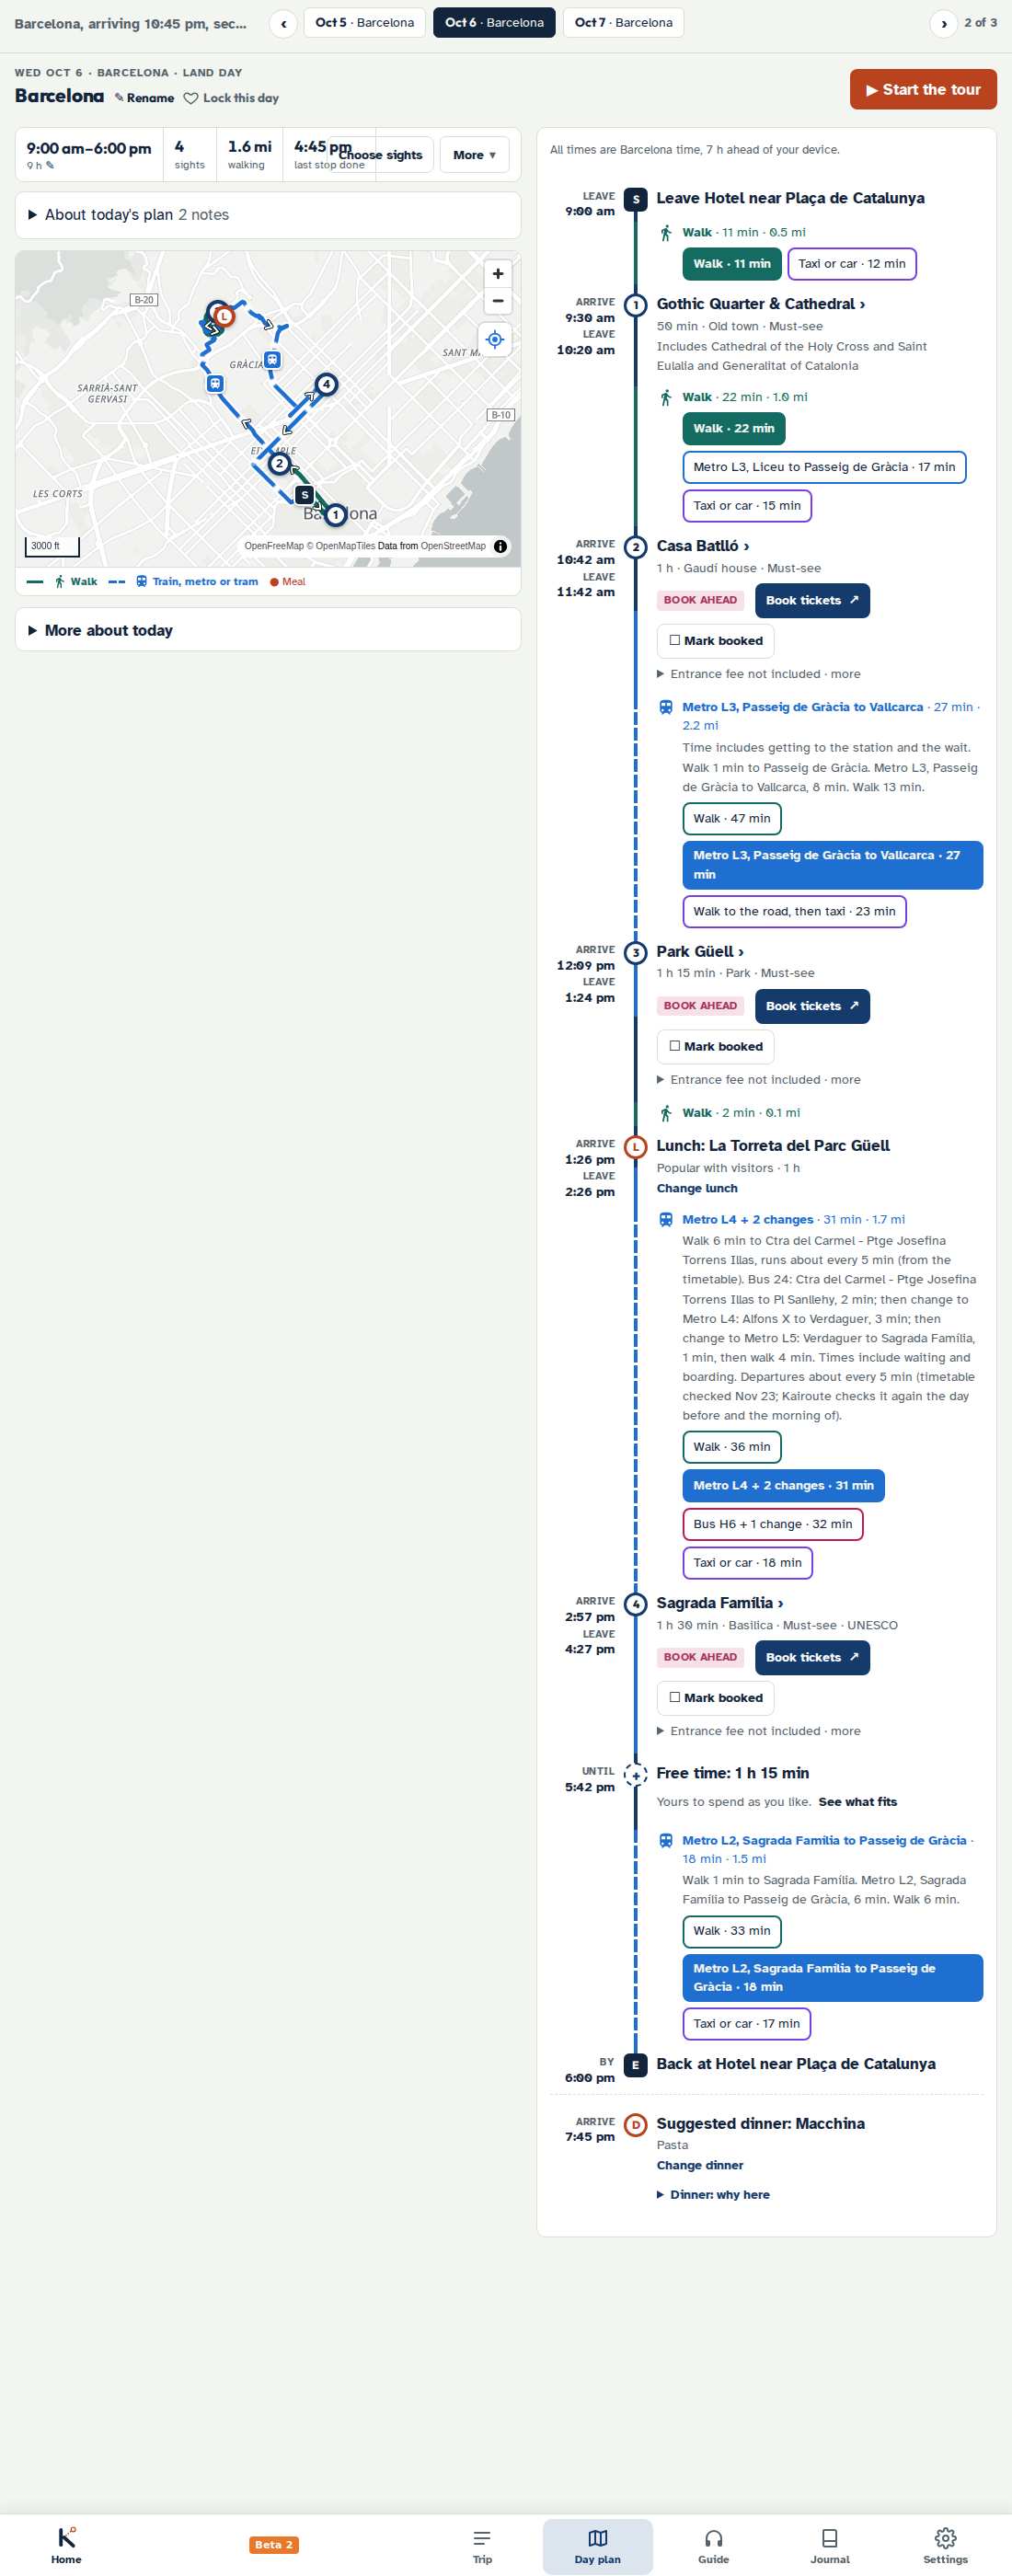 Barcelona, arriving 10:45 pm, sec...
‹
Oct 5 · Barcelona
Oct 6 · Barcelona
Oct 7 · Barcelona
›
2 of 3
WED OCT 6 · BARCELONA · LAND DAY
Barcelona ✎ Rename ♡ Lock this day
▶ Start the tour
9:00 am–6:00 pm
9 h ✎
4
sights
1.6 mi
walking
4:45 pm
last stop done
Choose sights
More ▼
▶ About today's plan 2 notes
B-20
L
GRÀCIA
SANT MA
SARRIÀ-SANT
GERVASI
4
B-10
2
LES CORTS
S
1
3000 ft
OpenFreeMap © OpenMapTiles Data from OpenStreetMap
+
−
Walk
Train, metro or tram
Meal
▶ More about today
All times are Barcelona time, 7 h ahead of your device.
LEAVE
9:00 am
S
Leave Hotel near Plaça de Catalunya
Walk · 11 min · 0.5 mi
Walk · 11 min
Taxi or car · 12 min
ARRIVE
9:30 am
LEAVE
10:20 am
1
Gothic Quarter & Cathedral ›
50 min · Old town · Must-see
Includes Cathedral of the Holy Cross and Saint
Eulalia and Generalitat of Catalonia
Walk · 22 min · 1.0 mi
Walk · 22 min
Metro L3, Liceu to Passeig de Gràcia · 17 min
Taxi or car · 15 min
ARRIVE
10:42 am
LEAVE
11:42 am
2
Casa Batlló ›
1 h · Gaudí house · Must-see
BOOK AHEAD
Book tickets ↗
☐ Mark booked
▶ Entrance fee not included · more
Metro L3, Passeig de Gràcia to Vallcarca · 27 min ·
2.2 mi
Time includes getting to the station and the wait.
Walk 1 min to Passeig de Gràcia. Metro L3, Passeig
de Gràcia to Vallcarca, 8 min. Walk 13 min.
Walk · 47 min
Metro L3, Passeig de Gràcia to Vallcarca · 27
min
Walk to the road, then taxi · 23 min
ARRIVE
12:09 pm
LEAVE
1:24 pm
3
Park Güell ›
1 h 15 min · Park · Must-see
BOOK AHEAD
Book tickets ↗
☐ Mark booked
▶ Entrance fee not included · more
Walk · 2 min · 0.1 mi
ARRIVE
1:26 pm
LEAVE
2:26 pm
L
Lunch: La Torreta del Parc Güell
Popular with visitors · 1 h
Change lunch
Metro L4 + 2 changes · 31 min · 1.7 mi
Walk 6 min to Ctra del Carmel - Ptge Josefina
Torrens Illas, runs about every 5 min (from the
timetable). Bus 24: Ctra del Carmel - Ptge Josefina
Torrens Illas to Pl Sanllehy, 2 min; then change to
Metro L4: Alfons X to Verdaguer, 3 min; then
change to Metro L5: Verdaguer to Sagrada Família,
1 min, then walk 4 min. Times include waiting and
boarding. Departures about every 5 min (timetable
checked Nov 23; Kairoute checks it again the day
before and the morning of).
Walk · 36 min
Metro L4 + 2 changes · 31 min
Bus H6 + 1 change · 32 min
Taxi or car · 18 min
ARRIVE
2:57 pm
LEAVE
4:27 pm
4
Sagrada Família ›
1 h 30 min · Basilica · Must-see · UNESCO
BOOK AHEAD
Book tickets ↗
☐ Mark booked
▶ Entrance fee not included · more
UNTIL
5:42 pm
+
Free time: 1 h 15 min
Yours to spend as you like. See what fits
Metro L2, Sagrada Família to Passeig de Gràcia ·
18 min · 1.5 mi
Walk 1 min to Sagrada Família. Metro L2, Sagrada
Família to Passeig de Gràcia, 6 min. Walk 6 min.
Walk · 33 min
Metro L2, Sagrada Família to Passeig de
Gràcia · 18 min
Taxi or car · 17 min
BY
6:00 pm
E
Back at Hotel near Plaça de Catalunya
ARRIVE
7:45 pm
D
Suggested dinner: Macchina
Pasta
Change dinner
▶ Dinner: why here
Home
Beta 2
Trip
Day plan
Guide
Journal
Settings